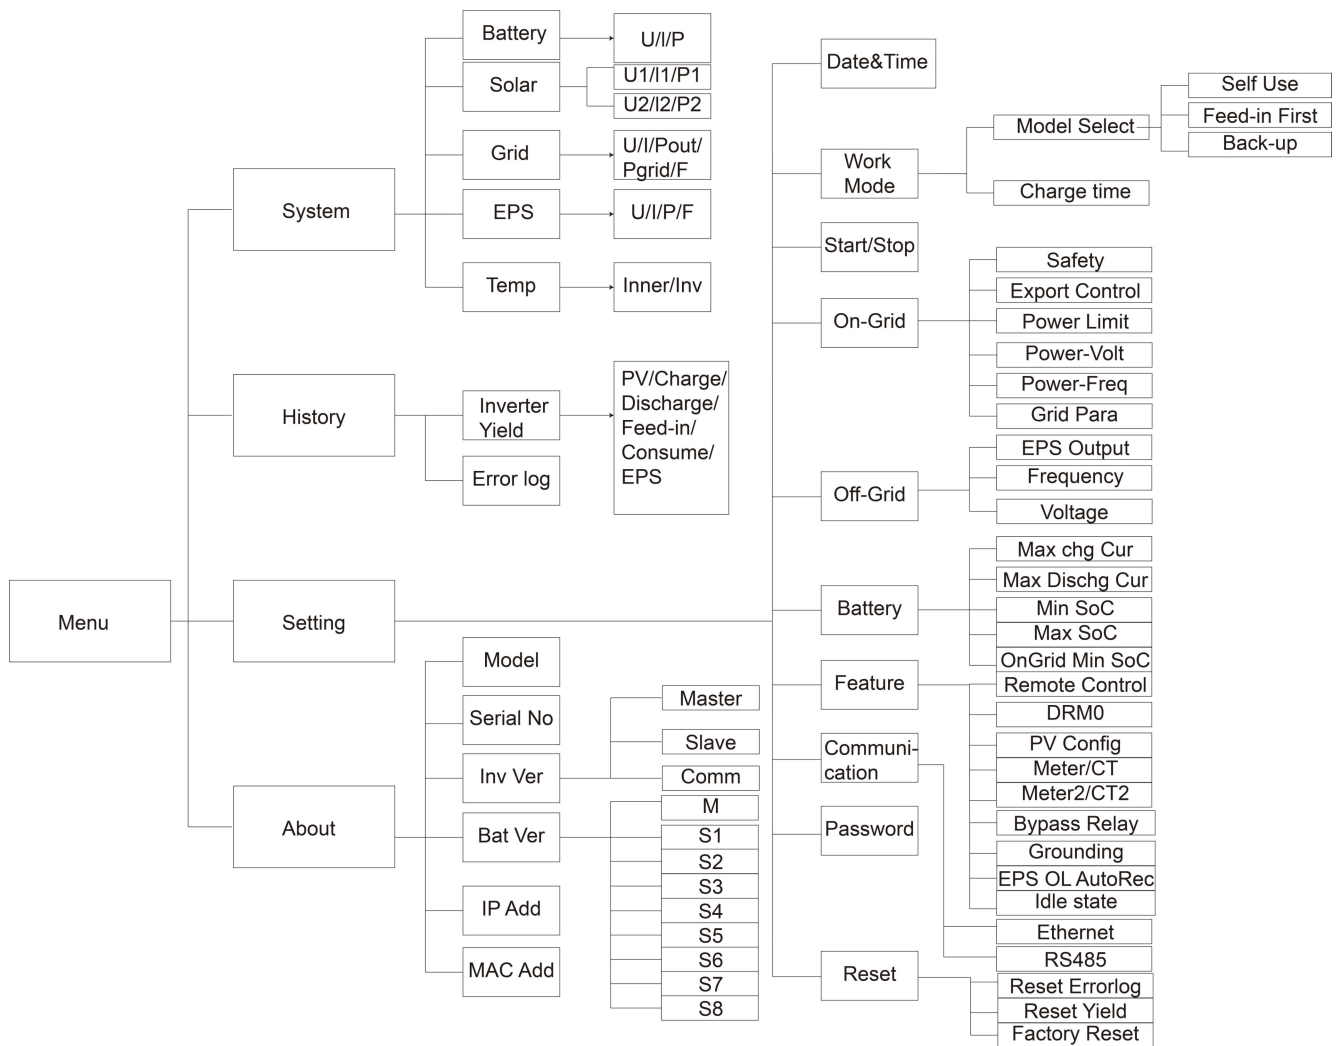 Menu
System
Battery
U/I/P
Solar
U1/I1/P1
U2/I2/P2
Grid
U/I/Pout/
Pgrid/F
EPS
U/I/P/F
Temp
Inner/Inv
History
Inverter
Yield
PV/Charge/
Discharge/
Feed-in/
Consume/
EPS
Error log
Setting
Date&Time
Work
Mode
Model Select
Self Use
Feed-in First
Back-up
Charge time
Start/Stop
On-Grid
Safety
Export Control
Power Limit
Power-Volt
Power-Freq
Grid Para
Off-Grid
EPS Output
Frequency
Voltage
Battery
Max chg Cur
Max Dischg Cur
Min SoC
Max SoC
OnGrid Min SoC
Feature
Remote Control
DRM0
PV Config
Meter/CT
Meter2/CT2
Bypass Relay
Grounding
EPS OL AutoRec
Idle state
Communi-
cation
Ethernet
RS485
Password
Reset
Reset Errorlog
Reset Yield
Factory Reset
About
Model
Serial No
Inv Ver
Master
Slave
Comm
Bat Ver
M
S1
S2
S3
S4
S5
S6
S7
S8
IP Add
MAC Add